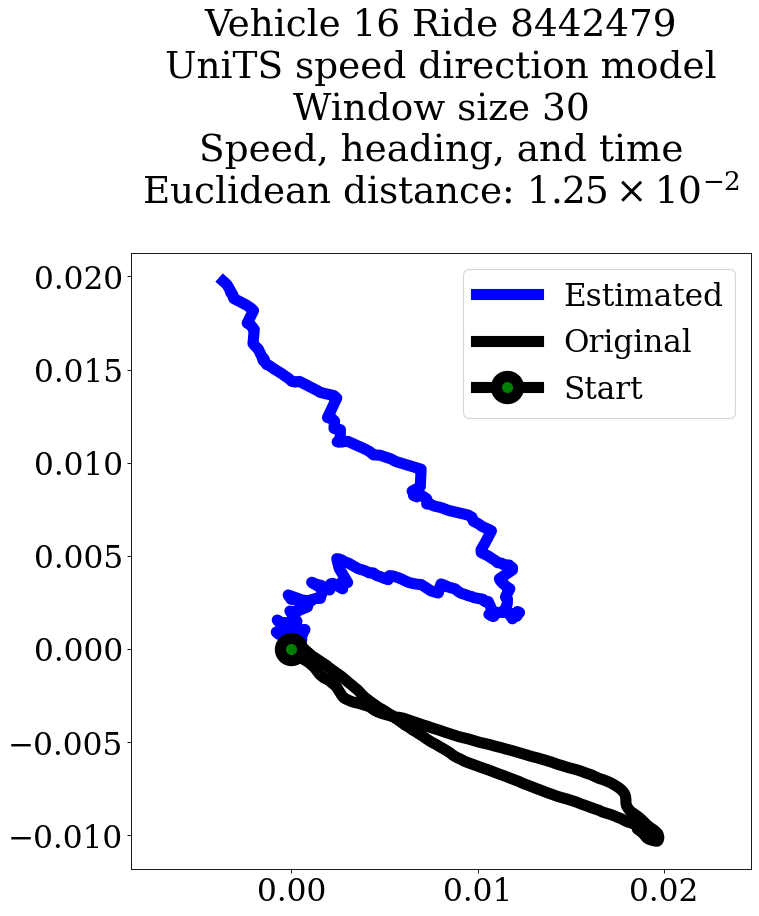 Vehicle 16 Ride 8442479
UniTS speed direction model
Window size 30
Speed, heading, and time
Euclidean distance: 1.25 × 10⁻²
Estimated
Original
Start
0.020
0.015
0.010
0.005
0.000
−0.005
−0.010
0.00 0.01 0.02